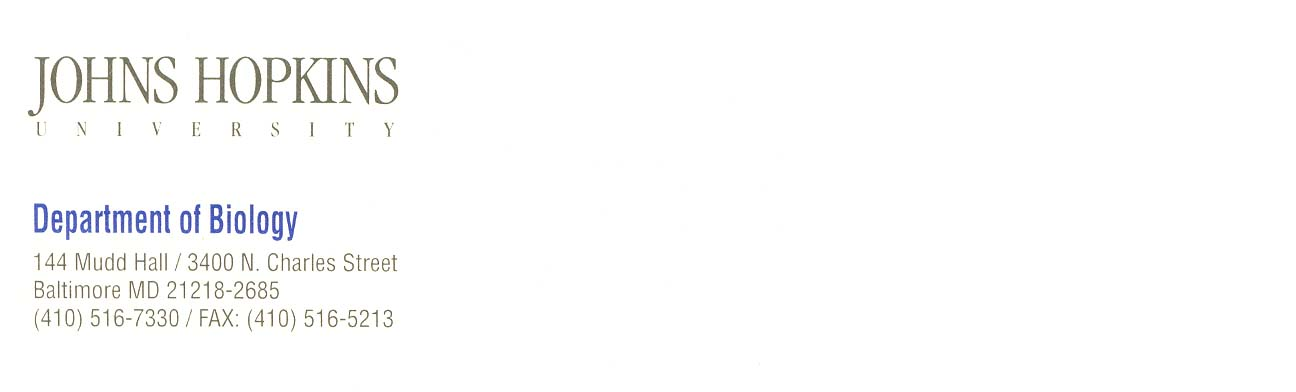 JOHNS HOPKINS
UNIVERSITY
Department of Biology
144 Mudd Hall / 3400 N. Charles Street
Baltimore MD 21218-2685
(410) 516-7330 / FAX: (410) 516-5213